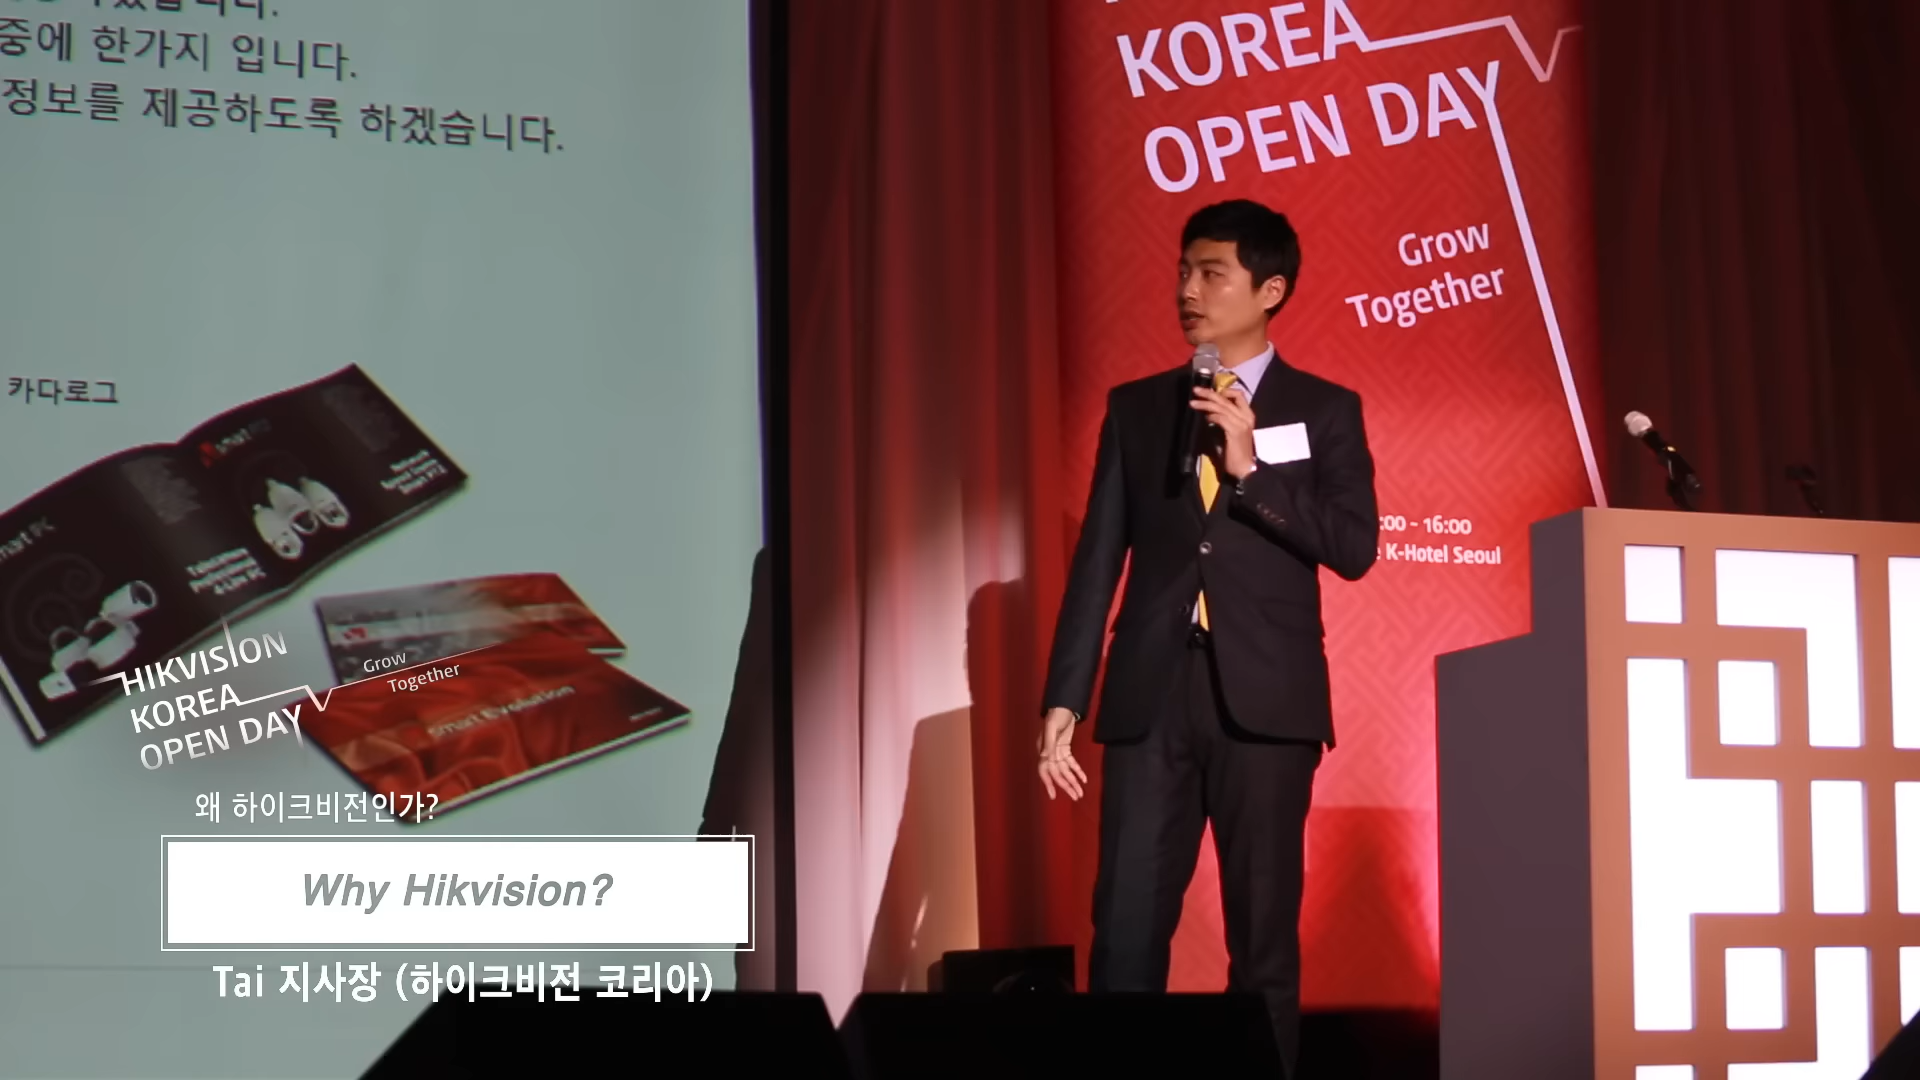 중에 한가지 입니다.
정보를 제공하도록 하겠습니다.
카다로그
KOREA
OPEN DAY
Grow
Together
:00 - 16:00
K-Hotel Seoul
Smart Evolution
HIKVISION
KOREA
OPEN DAY
Grow
Together
왜 하이크비전인가?
Why Hikvision?
Tai 지사장 (하이크비전 코리아)